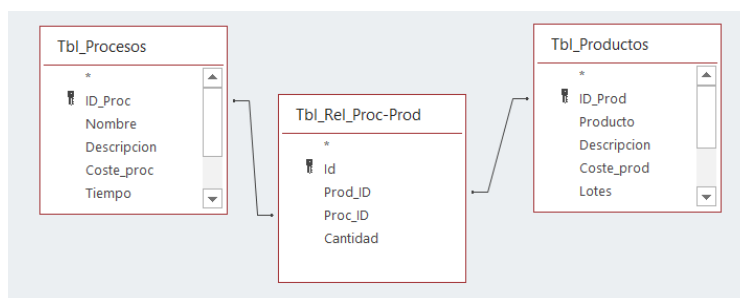 Tbl_Procesos
*
ID_Proc
Nombre
Descripcion
Coste_proc
Tiempo
Tbl_Rel_Proc-Prod
*
Id
Prod_ID
Proc_ID
Cantidad
Tbl_Productos
*
ID_Prod
Producto
Descripcion
Coste_prod
Lotes